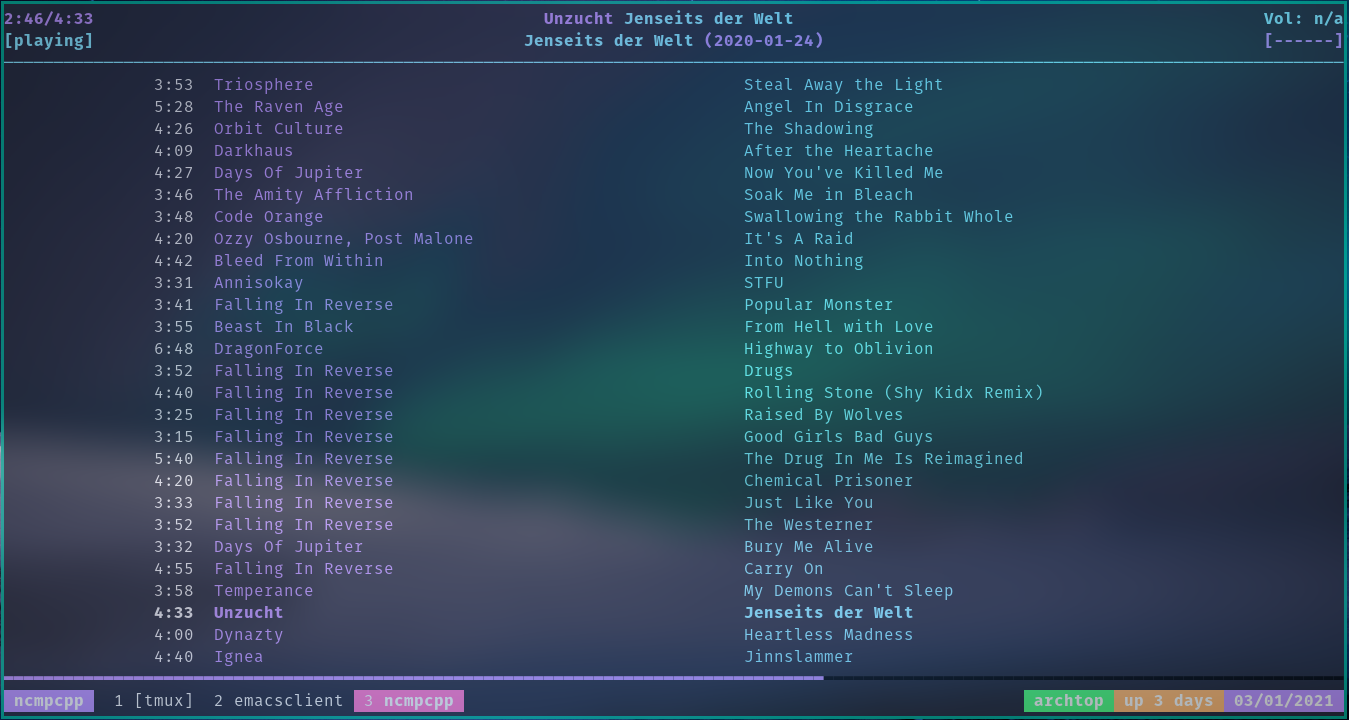 2:46/4:33 Unzucht Jenseits der Welt Vol: n/a
[playing] Jenseits der Welt (2020-01-24) [------]
3:53 Triosphere Steal Away the Light
5:28 The Raven Age Angel In Disgrace
4:26 Orbit Culture The Shadowing
4:09 Darkhaus After the Heartache
4:27 Days Of Jupiter Now You've Killed Me
3:46 The Amity Affliction Soak Me in Bleach
3:48 Code Orange Swallowing the Rabbit Whole
4:20 Ozzy Osbourne, Post Malone It's A Raid
4:42 Bleed From Within Into Nothing
3:31 Annisokay STFU
3:41 Falling In Reverse Popular Monster
3:55 Beast In Black From Hell with Love
6:48 DragonForce Highway to Oblivion
3:52 Falling In Reverse Drugs
4:40 Falling In Reverse Rolling Stone (Shy Kidx Remix)
3:25 Falling In Reverse Raised By Wolves
3:15 Falling In Reverse Good Girls Bad Guys
5:40 Falling In Reverse The Drug In Me Is Reimagined
4:20 Falling In Reverse Chemical Prisoner
3:33 Falling In Reverse Just Like You
3:52 Falling In Reverse The Westerner
3:32 Days Of Jupiter Bury Me Alive
4:55 Falling In Reverse Carry On
3:58 Temperance My Demons Can't Sleep
4:33 Unzucht Jenseits der Welt
4:00 Dynazty Heartless Madness
4:40 Ignea Jinnslammer
ncmpcpp 1 [tmux] 2 emacsclient 3 ncmpcpp archtop up 3 days 03/01/2021